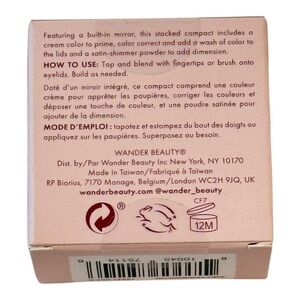 Featuring a built-in mirror, this stocked compact includes a
cream color to prime, color correct and add a wash of color to
the lids and a satin-shimmer powder to add dimension.
HOW TO USE: Tap and blend with fingertips or brush onto
eyelids. Build as needed.
Doté d'un miroir intégré, ce compact comprend une couleur
crème pour apprêter les paupières, corriger les couleurs et
déposer une touche de couleur, et une poudre satinée pour
ajouter de la dimension.
MODE D'EMPLOI : tapotez et estompez du bout des doigts ou
appliquez sur les paupières. Superposez au besoin.
WANDER BEAUTY®
Dist. by/Par Wander Beauty Inc New York, NY 10170
Made in Taiwan/Fabriqué à Taiwan
RP Biorius, 7170 Manage, Belgium/London WC2H 9JQ, UK
wanderbeauty.com @wander_beauty
CF7
12M